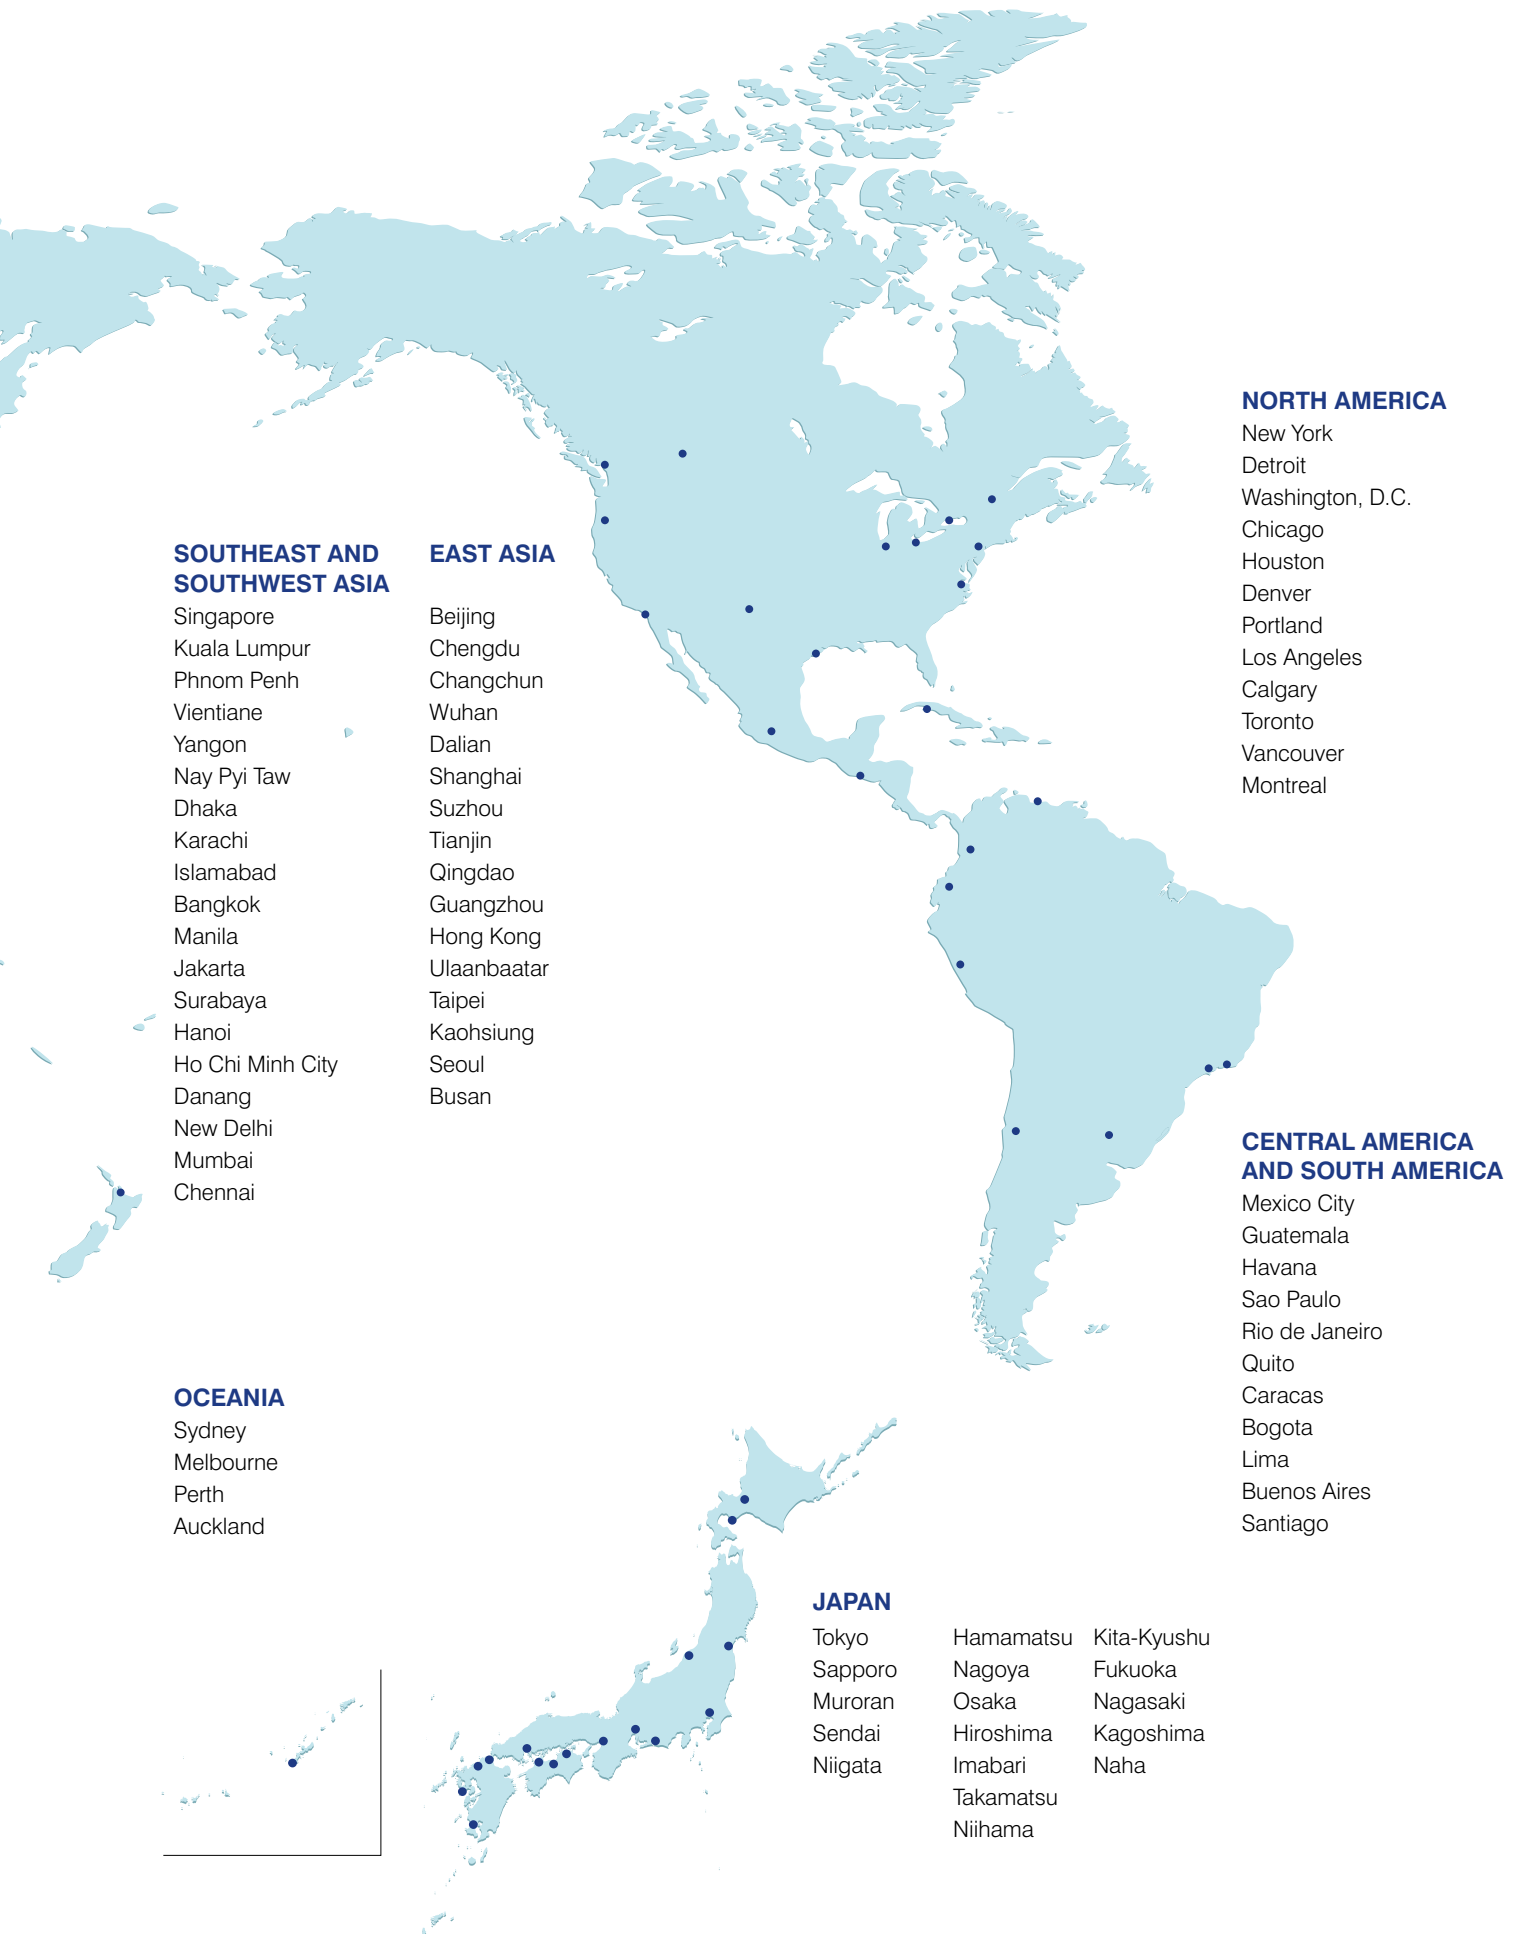 NORTH AMERICA
New York
Detroit
Washington, D.C.
Chicago
Houston
Denver
Portland
Los Angeles
Calgary
Toronto
Vancouver
Montreal
SOUTHEAST AND
SOUTHWEST ASIA
Singapore
Kuala Lumpur
Phnom Penh
Vientiane
Yangon
Nay Pyi Taw
Dhaka
Karachi
Islamabad
Bangkok
Manila
Jakarta
Surabaya
Hanoi
Ho Chi Minh City
Danang
New Delhi
Mumbai
Chennai
EAST ASIA
Beijing
Chengdu
Changchun
Wuhan
Dalian
Shanghai
Suzhou
Tianjin
Qingdao
Guangzhou
Hong Kong
Ulaanbaatar
Taipei
Kaohsiung
Seoul
Busan
CENTRAL AMERICA
AND SOUTH AMERICA
Mexico City
Guatemala
Havana
Sao Paulo
Rio de Janeiro
Quito
Caracas
Bogota
Lima
Buenos Aires
Santiago
OCEANIA
Sydney
Melbourne
Perth
Auckland
JAPAN
Tokyo
Sapporo
Muroran
Sendai
Niigata
Hamamatsu
Nagoya
Osaka
Hiroshima
Imabari
Takamatsu
Niihama
Kita-Kyushu
Fukuoka
Nagasaki
Kagoshima
Naha